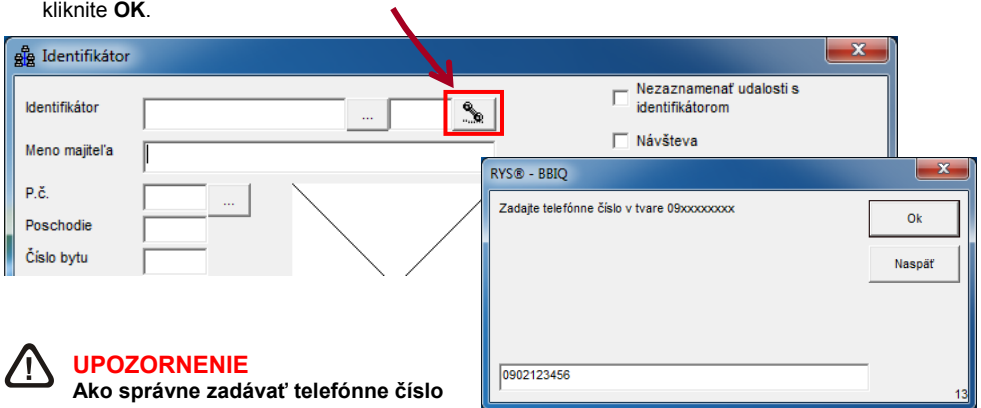 kliknite OK.
Identifikátor
Identifikátor
...
Nezaznamenať udalosti s
identifikátorom
Meno majiteľa
Návšteva
P.č.
...
Poschodie
Číslo bytu
RYS® - BBIQ
Zadajte telefónne číslo v tvare 09xxxxxxxx
Ok
Naspäť
0902123456
13
UPOZORNENIE
Ako správne zadávať telefónne číslo